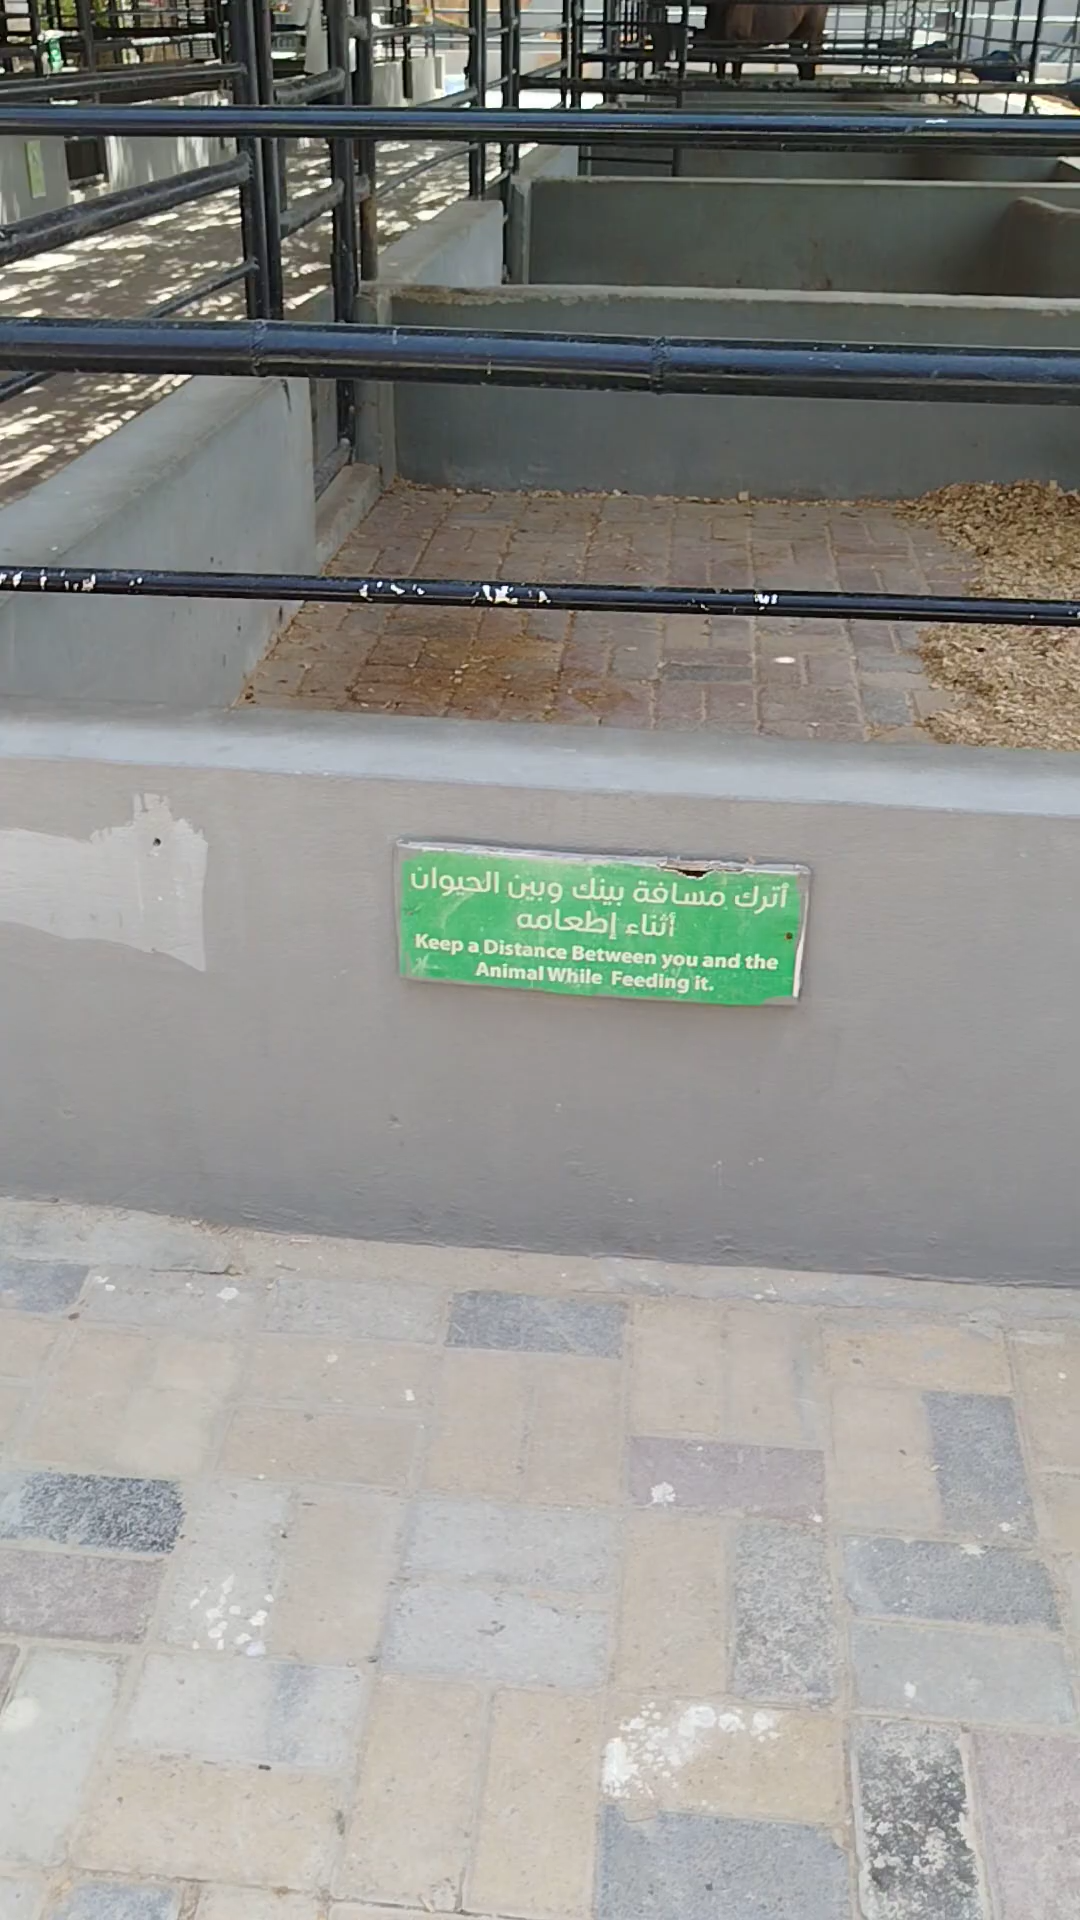 أترك مسافة بينك وبين الحيوان
أثناء إطعامه
Keep a Distance Between you and the
Animal While Feeding it.